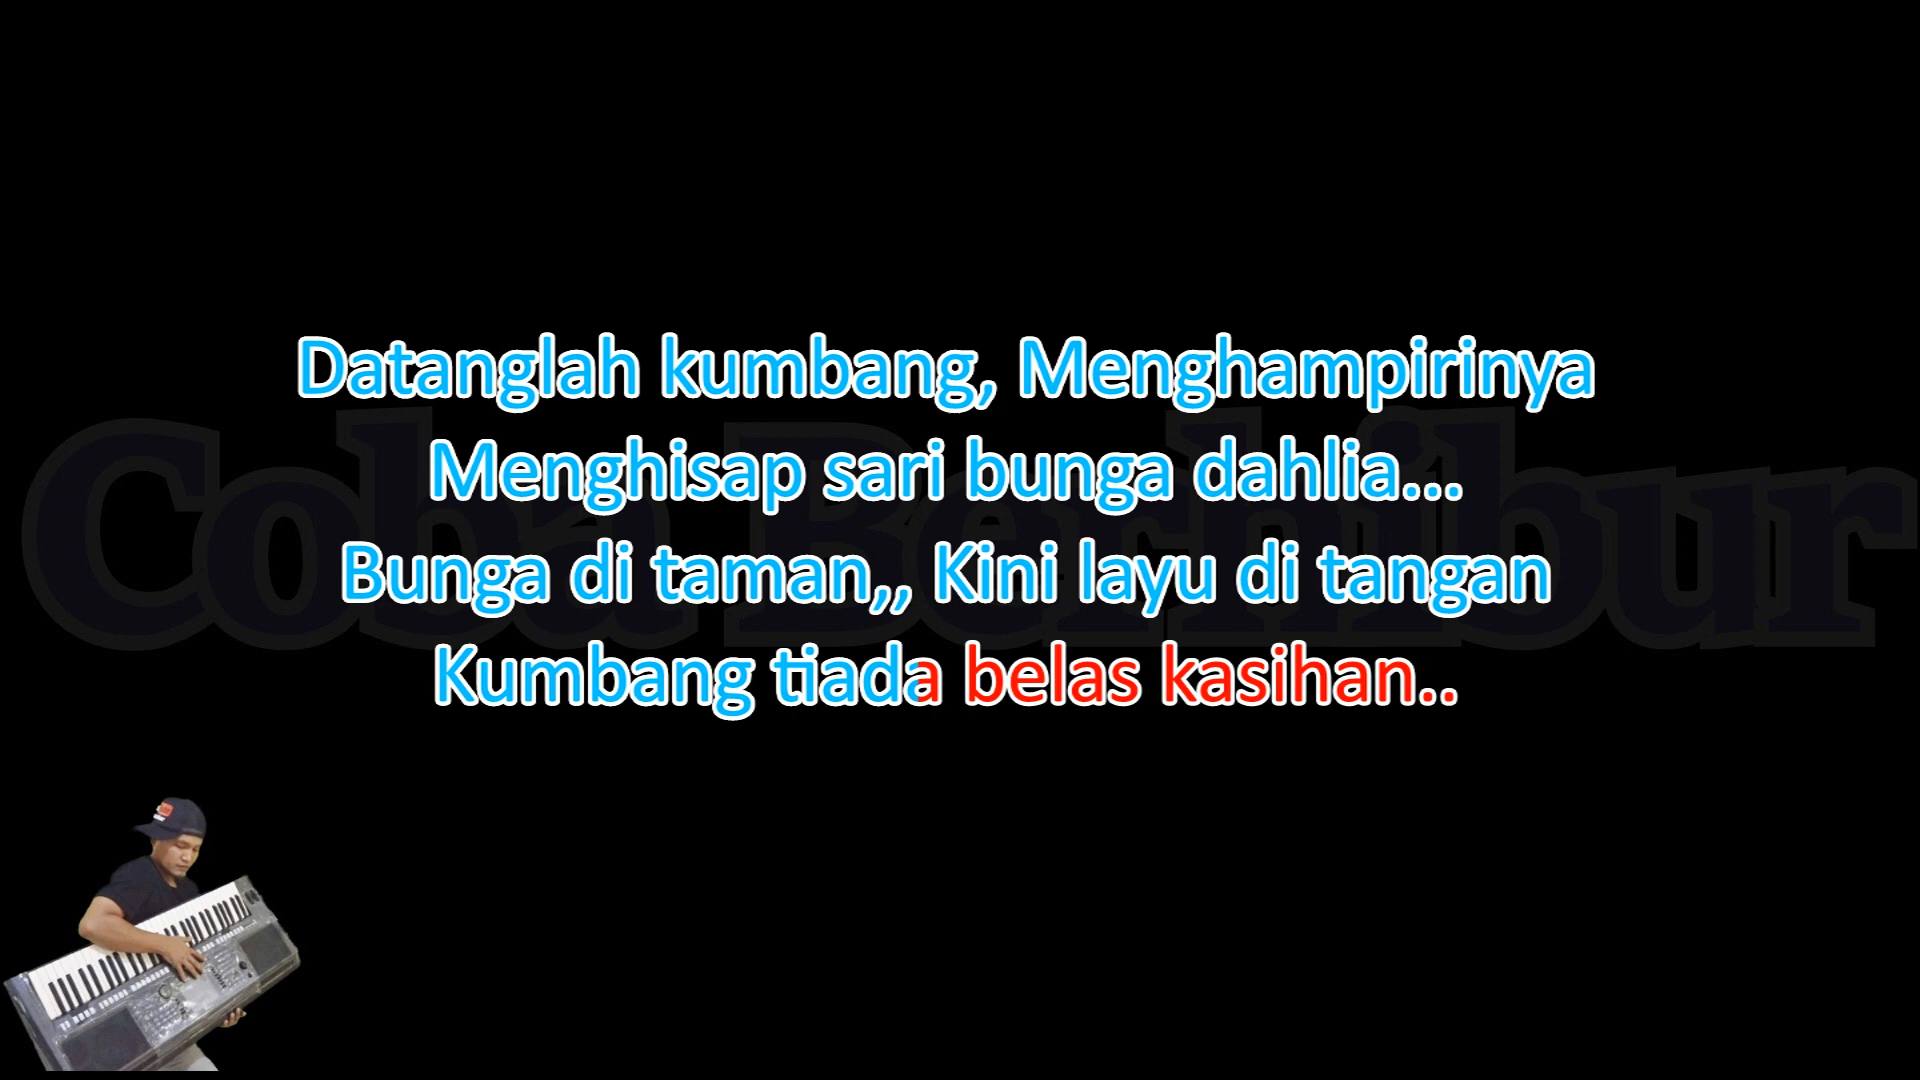 Datanglah kumbang, Menghampirinya
Menghisap sari bunga dahlia...
Coba Berhibur
Bunga di taman,, Kini layu di tangan
Kumbang tiada belas kasihan..